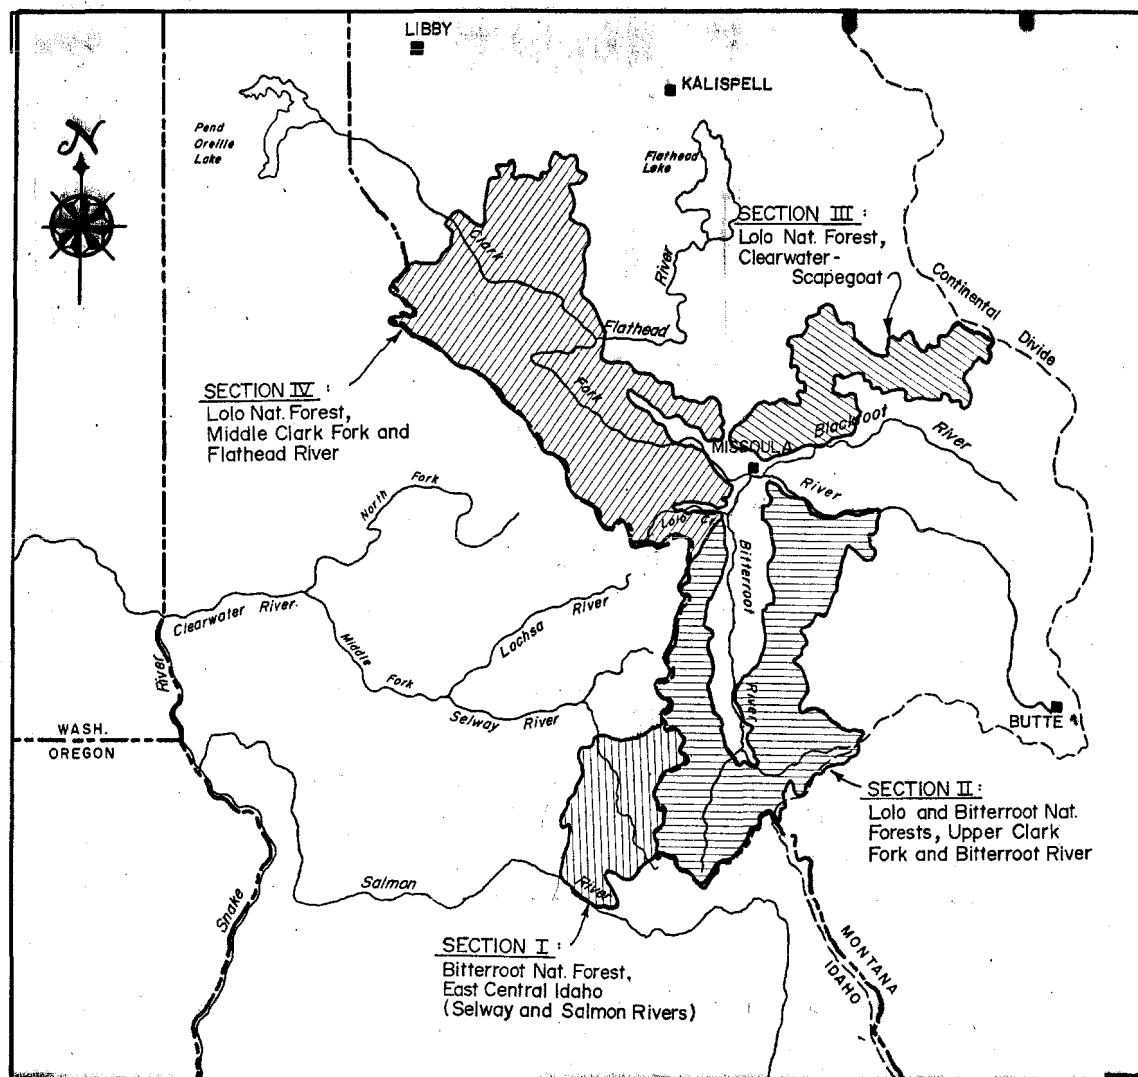 LIBBY
KALISPELL
N
Pend
Oreille
Lake
Flathead
Lake
SECTION III :
Lolo Nat. Forest,
Clearwater-
Scapegoat
Clark
River
Flathead
Continental
Divide
Fork
SECTION IV :
Lolo Nat. Forest,
Middle Clark Fork and
Flathead River
Blackfoot
River
MISSOULA
River
North Fork
Lolo Cr.
Bitterroot
River
Clearwater River
Lochsa River
Middle
Fork
Selway River
River
Snake
WASH.
OREGON
BUTTE
SECTION II :
Lolo and Bitterroot Nat.
Forests, Upper Clark
Fork and Bitterroot River
Salmon
River
SECTION I :
Bitterroot Nat. Forest,
East Central Idaho
(Selway and Salmon Rivers)
MONTANA
IDAHO